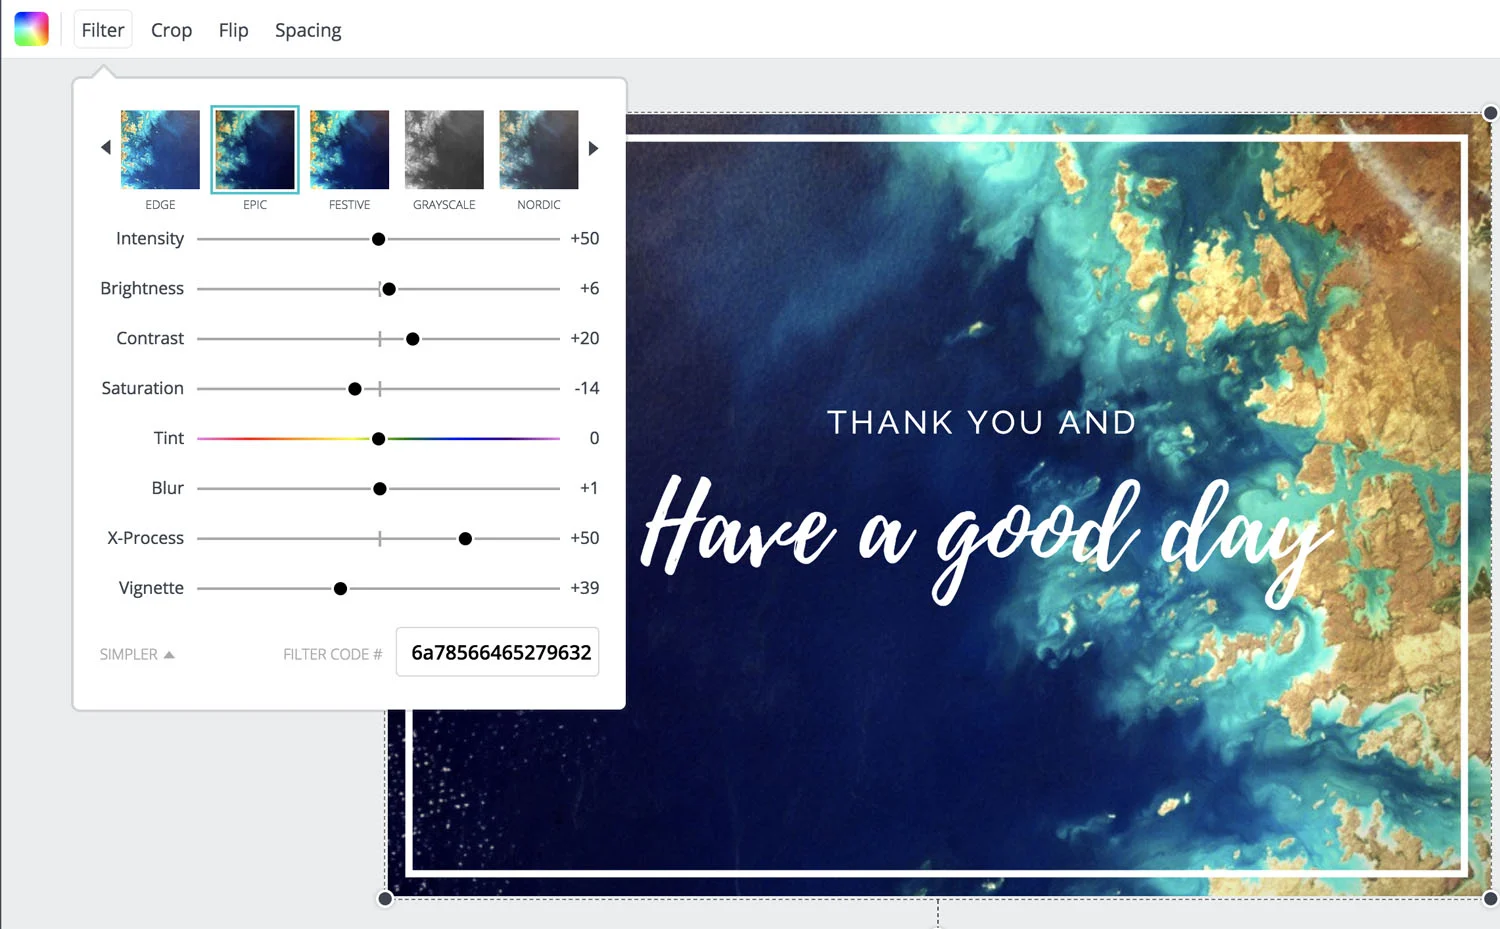 Filter Crop Flip Spacing
EDGE EPIC FESTIVE GRAYSCALE NORDIC
Intensity +50
Brightness +6
Contrast +20
Saturation -14
Tint 0
Blur +1
X-Process +50
Vignette +39
SIMPLER FILTER CODE # 6a78566465279632
THANK YOU AND
Have a good day